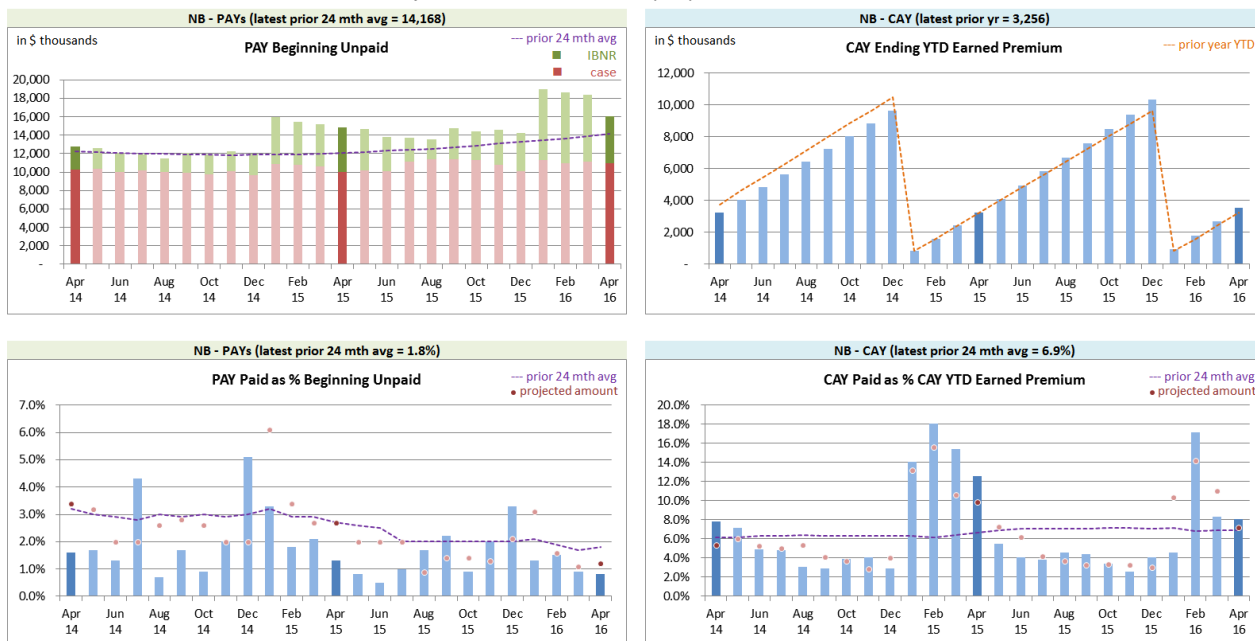 NB - PAYs (latest prior 24 mth avg = 14,168)
in $ thousands
PAY Beginning Unpaid
--- prior 24 mth avg
IBNR
case
20,000
18,000
16,000
14,000
12,000
10,000
8,000
6,000
4,000
2,000
-
Apr Jun Aug Oct Dec Feb Apr Jun Aug Oct Dec Feb Apr
14 14 14 14 14 15 15 15 15 15 15 16 16
NB - CAY (latest prior yr = 3,256)
in $ thousands
CAY Ending YTD Earned Premium
--- prior year YTD
12,000
10,000
8,000
6,000
4,000
2,000
-
Apr Jun Aug Oct Dec Feb Apr Jun Aug Oct Dec Feb Apr
14 14 14 14 14 15 15 15 15 15 15 16 16
NB - PAYs (latest prior 24 mth avg = 1.8%)
PAY Paid as % Beginning Unpaid
--- prior 24 mth avg
projected amount
7.0%
6.0%
5.0%
4.0%
3.0%
2.0%
1.0%
0.0%
Apr Jun Aug Oct Dec Feb Apr Jun Aug Oct Dec Feb Apr
14 14 14 14 14 15 15 15 15 15 15 16 16
NB - CAY (latest prior 24 mth avg = 6.9%)
CAY Paid as % CAY YTD Earned Premium
--- prior 24 mth avg
projected amount
20.0%
18.0%
16.0%
14.0%
12.0%
10.0%
8.0%
6.0%
4.0%
2.0%
0.0%
Apr Jun Aug Oct Dec Feb Apr Jun Aug Oct Dec Feb Apr
14 14 14 14 14 15 15 15 15 15 15 16 16